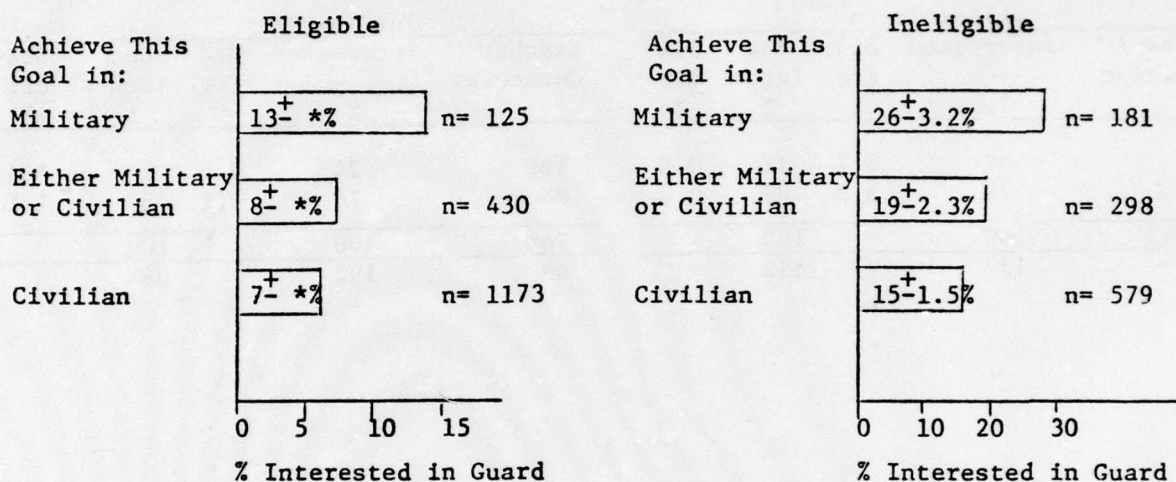 Eligible
Achieve This
Goal in:
Military 13± *% n= 125
Either Military
or Civilian 8± *% n= 430
Civilian 7± *% n= 1173
0 5 10 15
% Interested in Guard
Ineligible
Achieve This
Goal in:
Military 26±3.2% n= 181
Either Military
or Civilian 19±2.3% n= 298
Civilian 15±1.5% n= 579
0 10 20 30
% Interested in Guard